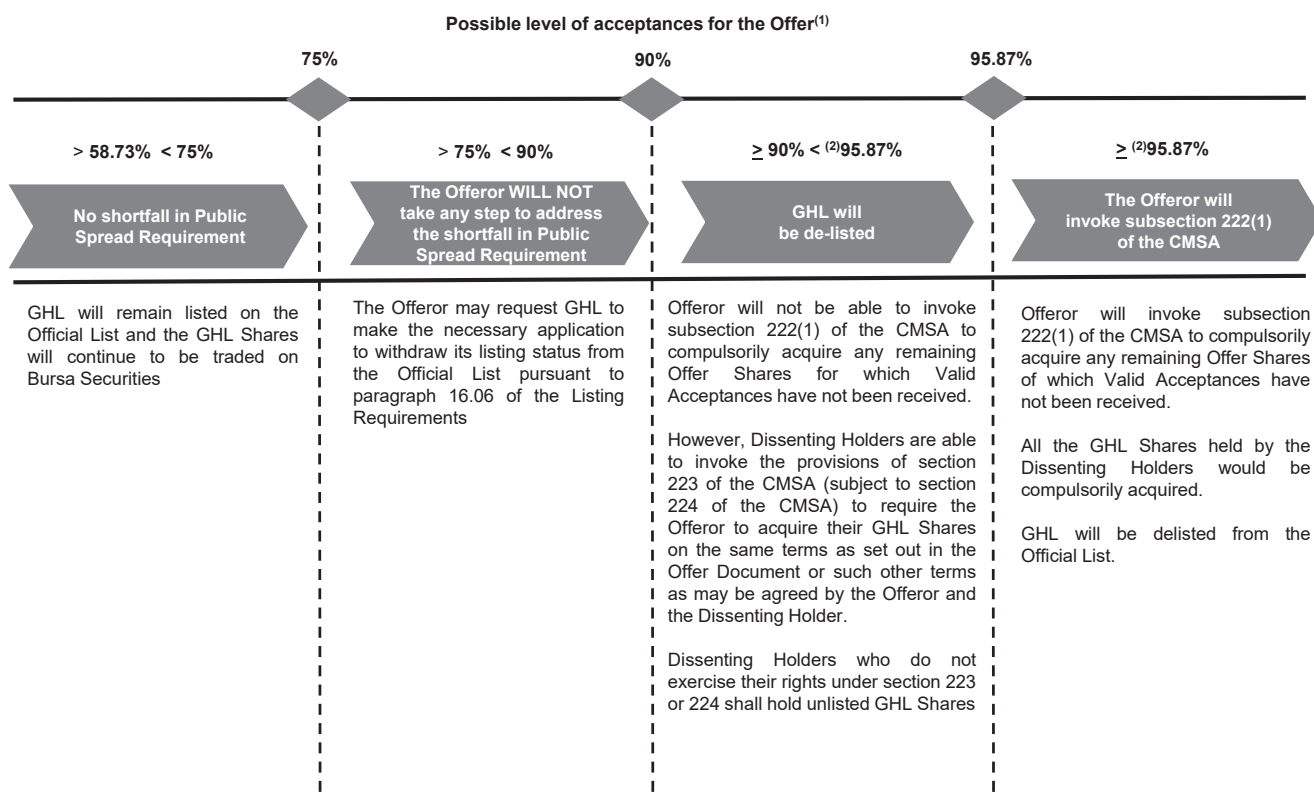 Possible level of acceptances for the Offer(1)
75%
90%
95.87%
> 58.73% < 75%
> 75% < 90%
≥ 90% < (2)95.87%
≥ (2)95.87%
No shortfall in Public
Spread Requirement
The Offeror WILL NOT
take any step to address
the shortfall in Public
Spread Requirement
GHL will
be de-listed
The Offeror will
invoke subsection 222(1)
of the CMSA
GHL will remain listed on the
Official List and the GHL Shares
will continue to be traded on
Bursa Securities
The Offeror may request GHL to
make the necessary application
to withdraw its listing status from
the Official List pursuant to
paragraph 16.06 of the Listing
Requirements
Offeror will not be able to invoke
subsection 222(1) of the CMSA to
compulsorily acquire any remaining
Offer Shares for which Valid
Acceptances have not been received.
However, Dissenting Holders are able
to invoke the provisions of section
223 of the CMSA (subject to section
224 of the CMSA) to require the
Offeror to acquire their GHL Shares
on the same terms as set out in the
Offer Document or such other terms
as may be agreed by the Offeror and
the Dissenting Holder.
Dissenting Holders who do not
exercise their rights under section 223
or 224 shall hold unlisted GHL Shares
Offeror will invoke subsection
222(1) of the CMSA to compulsorily
acquire any remaining Offer Shares
of which Valid Acceptances have
not been received.
All the GHL Shares held by the
Dissenting Holders would be
compulsorily acquired.
GHL will be delisted from the
Official List.